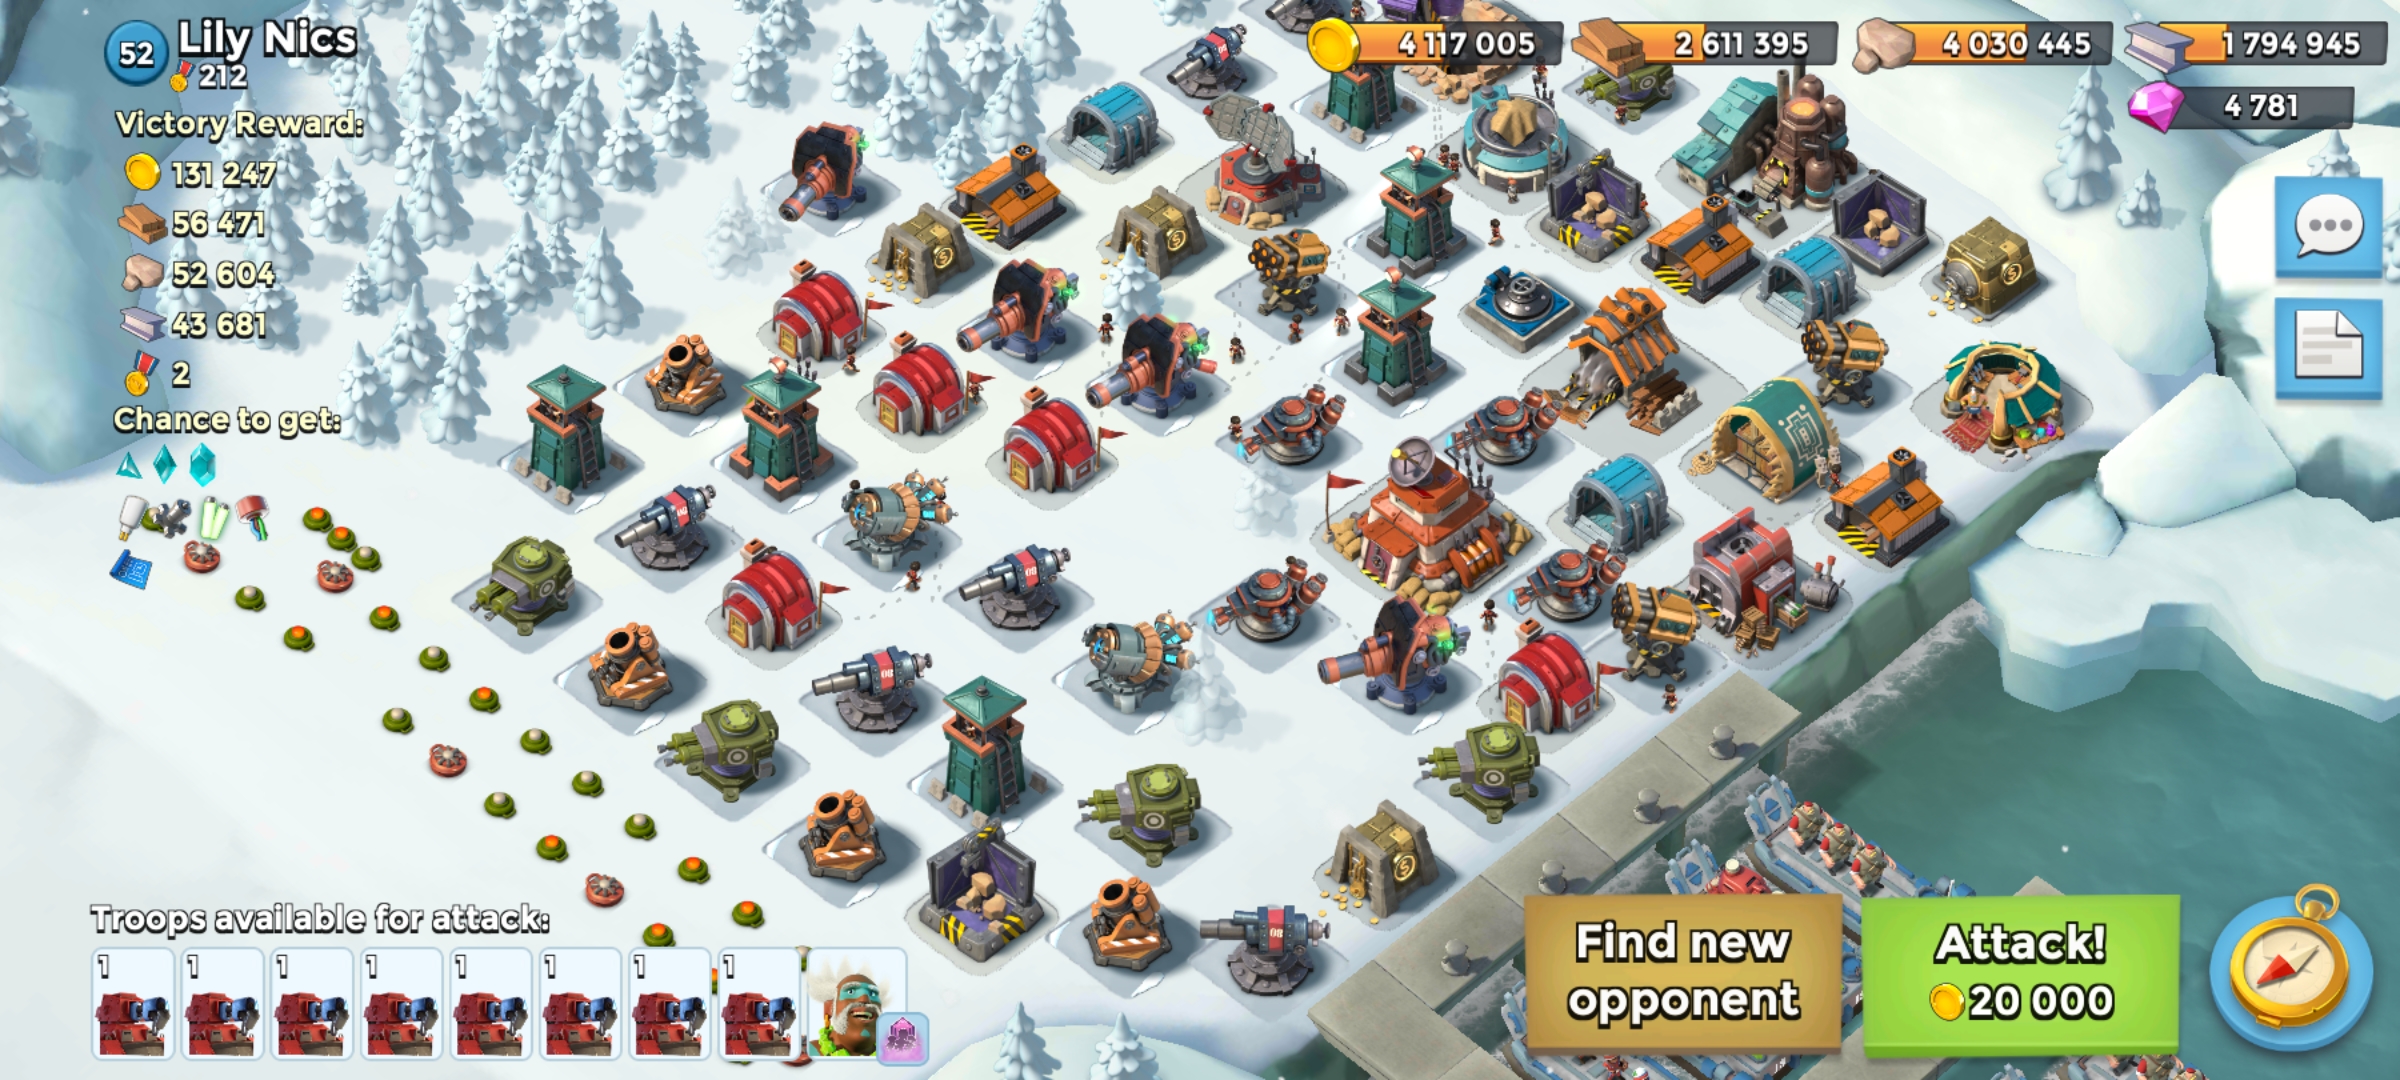 52
Lily Nics
212
Victory Reward:
131 247
56 471
52 604
43 681
2
Chance to get:
4 117 005
2 611 395
4 030 445
1 794 945
4 781
Troops available for attack:
1
1
1
1
1
1
1
1
Find new
opponent
Attack!
20 000